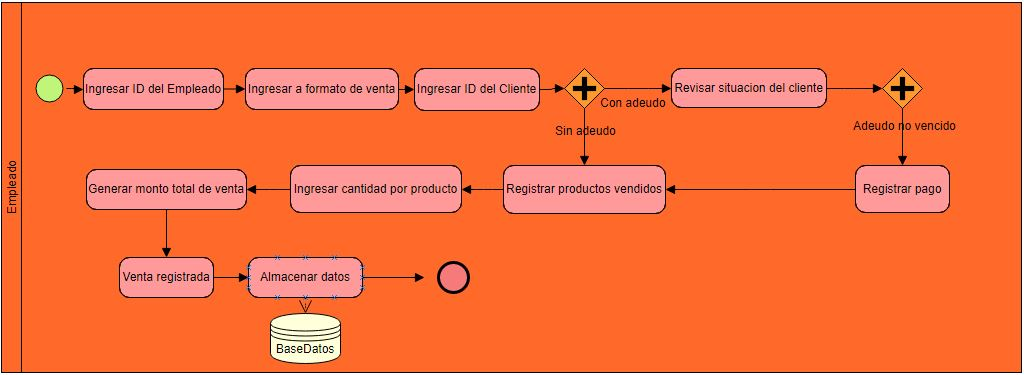 Empleado
Ingresar ID del Empleado
Ingresar a formato de venta
Ingresar ID del Cliente
Con adeudo
Revisar situacion del cliente
Sin adeudo
Adeudo no vencido
Generar monto total de venta
Ingresar cantidad por producto
Registrar productos vendidos
Registrar pago
Venta registrada
Almacenar datos
BaseDatos